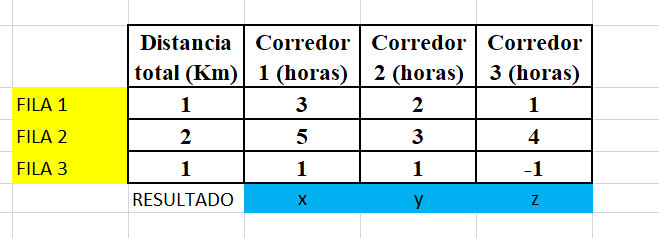 Distancia total (Km) Corredor 1 (horas) Corredor 2 (horas) Corredor 3 (horas)
FILA 1 1 3 2 1
FILA 2 2 5 3 4
FILA 3 1 1 1 -1
RESULTADO x y z